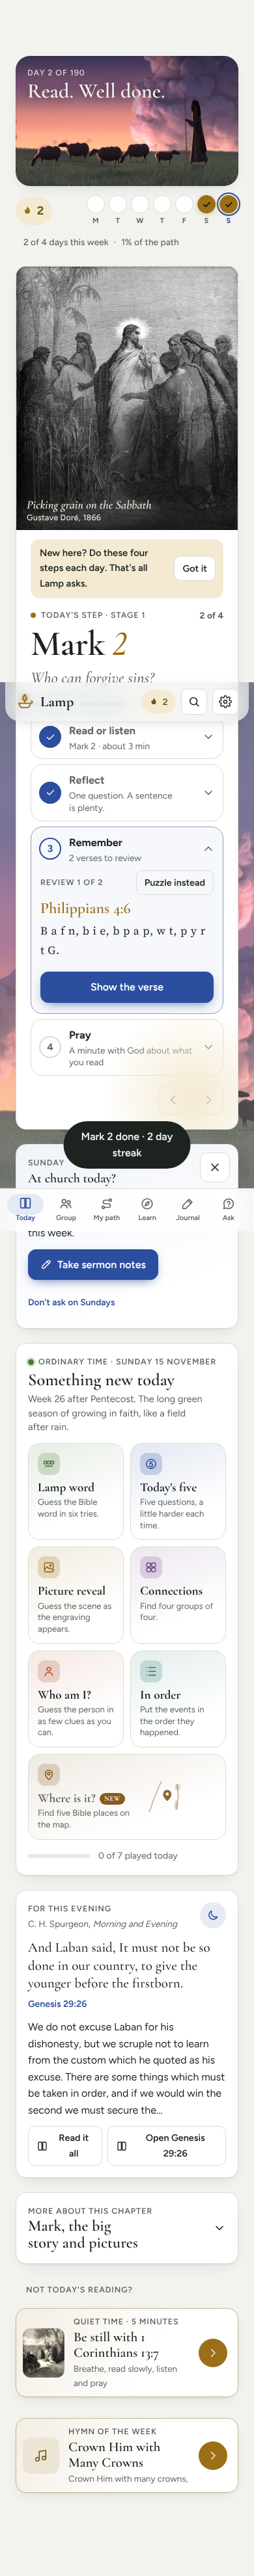 DAY 2 OF 190
Read. Well done.
2
M T W T F S S
2 of 4 days this week · 1% of the path
Picking grain on the Sabbath
Gustave Doré, 1866
New here? Do these four
steps each day. That's all
Lamp asks.
Got it
TODAY'S STEP · STAGE 1
2 of 4
Mark 2
Who can forgive sins?
Lamp
2
Read or listen
Mark 2 · about 3 min
Reflect
One question. A sentence
is plenty.
3
Remember
2 verses to review
REVIEW 1 OF 2
Puzzle instead
Philippians 4:6
B a f n, b i e, b p a p, w t, p y r
t G.
Show the verse
4
Pray
A minute with God about what
you read
Mark 2 done · 2 day
streak
SUNDAY
At church today?
Today
Group
My path
Learn
Journal
Ask
this week.
Take sermon notes
Don't ask on Sundays
ORDINARY TIME · SUNDAY 15 NOVEMBER
Something new today
Week 26 after Pentecost. The long green
season of growing in faith, like a field
after rain.
Lamp word
Guess the Bible
word in six tries.
5
Today's five
Five questions, a
little harder each
time.
Picture reveal
Guess the scene as
the engraving
appears.
Connections
Find four groups of
four.
Who am I?
Guess the person in
as few clues as you
can.
In order
Put the events in
the order they
happened.
Where is it? NEW
Find five Bible places on
the map.
0 of 7 played today
FOR THIS EVENING
C. H. Spurgeon, Morning and Evening
And Laban said, It must not be so
done in our country, to give the
younger before the firstborn.
Genesis 29:26
We do not excuse Laban for his
dishonesty, but we scruple not to learn
from the custom which he quoted as his
excuse. There are some things which must
be taken in order, and if we would win the
second we must secure the...
Read it
all
Open Genesis
29:26
MORE ABOUT THIS CHAPTER
Mark, the big
story and pictures
NOT TODAY'S READING?
QUIET TIME · 5 MINUTES
Be still with 1
Corinthians 13:7
Breathe, read slowly, listen
and pray
HYMN OF THE WEEK
Crown Him with
Many Crowns
Crown Him with many crowns,